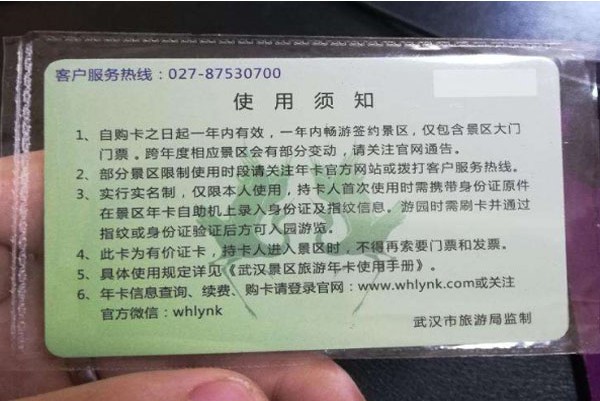 客户服务热线：027-87530700
使用须知
1、自购卡之日起一年内有效，一年内畅游签约景区，仅包含景区大门
门票。跨年度相应景区会有部分变动，请关注官网通告。
2、部分景区限制使用时段请关注年卡官方网站或拨打客户服务热线。
3、实行实名制，仅限本人使用，持卡人首次使用时需携带身份证原件
在景区年卡自助机上录入身份证及指纹信息。游园时需刷卡并通过
指纹或身份证验证后方可入园游览。
4、此卡为有价证卡，持卡人进入景区时，不得再索要门票和发票。
5、具体使用规定详见《武汉景区旅游年卡使用手册》。
6、年卡信息查询、续费、购卡请登录官网：www.whlynk.com或关注
官方微信：whlynk
武汉市旅游局监制